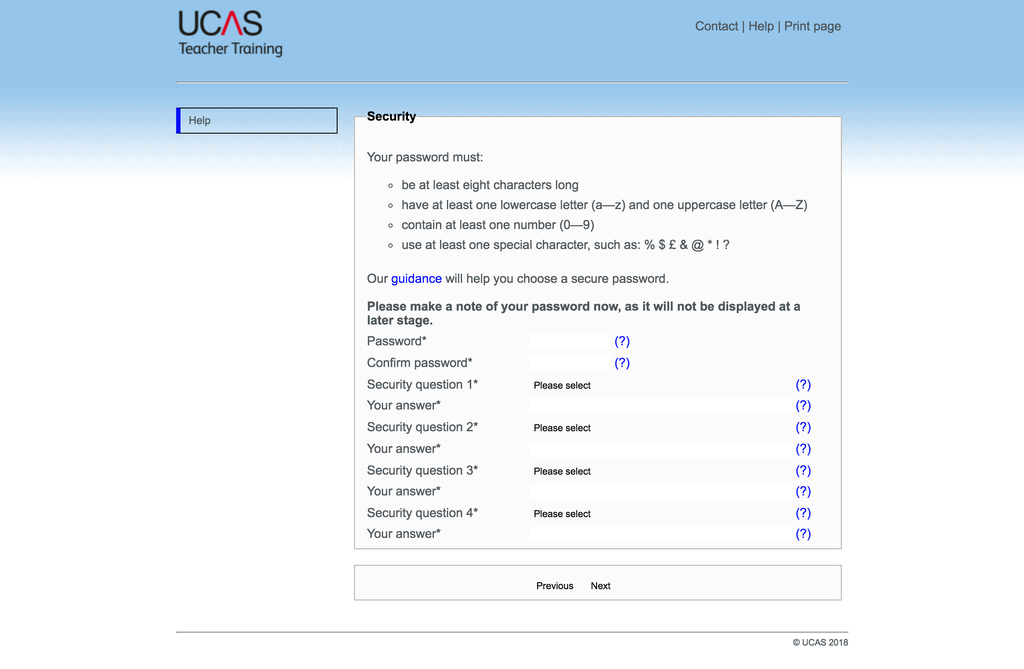 UCAS
Teacher Training
Contact | Help | Print page
Help
Security
Your password must:
be at least eight characters long
have at least one lowercase letter (a—z) and one uppercase letter (A—Z)
contain at least one number (0—9)
use at least one special character, such as: % $ £ & @ * ! ?
Our guidance will help you choose a secure password.
Please make a note of your password now, as it will not be displayed at a
later stage.
Password* (?)
Confirm password* (?)
Security question 1* Please select (?)
Your answer* (?)
Security question 2* Please select (?)
Your answer* (?)
Security question 3* Please select (?)
Your answer* (?)
Security question 4* Please select (?)
Your answer* (?)
Previous Next
© UCAS 2018